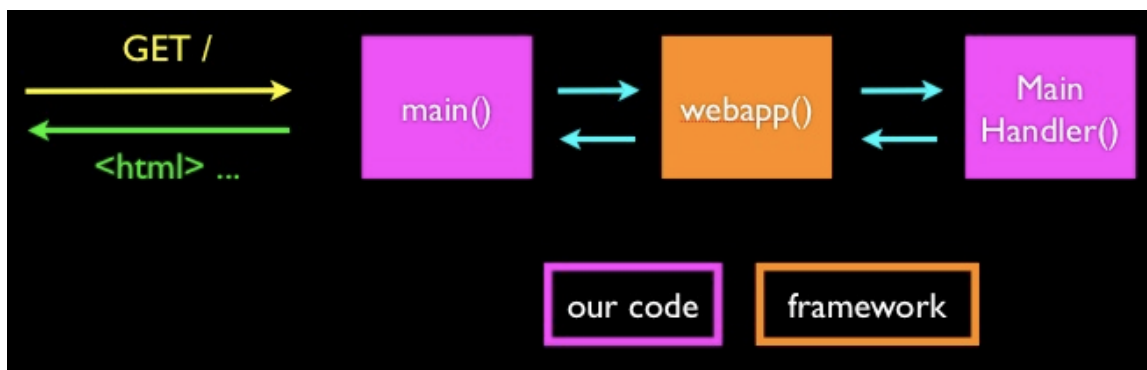 GET /
<html> ...
main()
webapp()
Main
Handler()
our code
framework